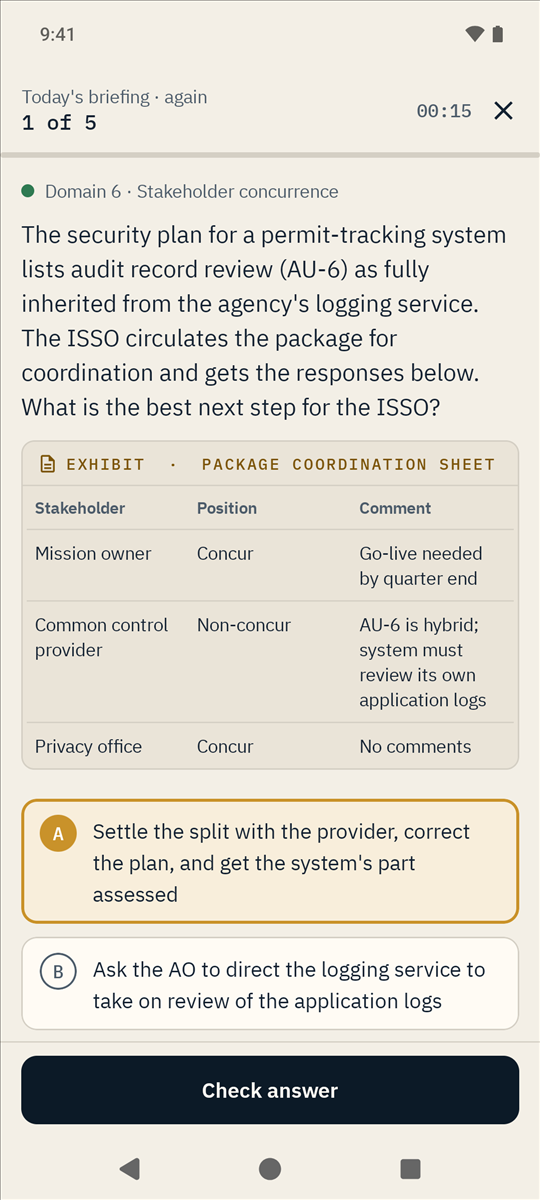 9:41
Today's briefing · again
1 of 5
00:15
Domain 6 · Stakeholder concurrence
The security plan for a permit-tracking system
lists audit record review (AU-6) as fully
inherited from the agency's logging service.
The ISSO circulates the package for
coordination and gets the responses below.
What is the best next step for the ISSO?
EXHIBIT · PACKAGE COORDINATION SHEET
Stakeholder Position Comment
Mission owner Concur Go-live needed
by quarter end
Common control Non-concur AU-6 is hybrid;
provider system must
review its own
application logs
Privacy office Concur No comments
A Settle the split with the provider, correct
the plan, and get the system's part
assessed
B Ask the AO to direct the logging service to
take on review of the application logs
Check answer